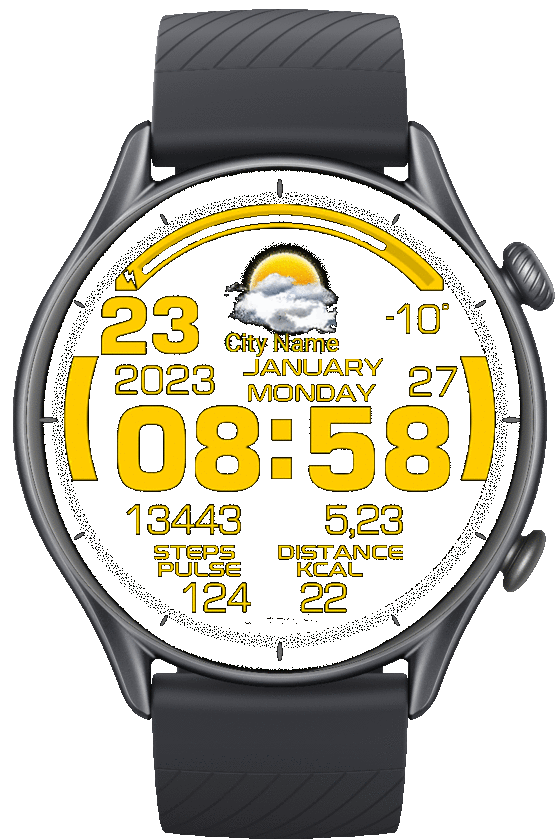 23
-10°
City Name
2023 JANUARY 27
MONDAY
08:58
13443 5,23
STEPS DISTANCE
PULSE KCAL
124 22